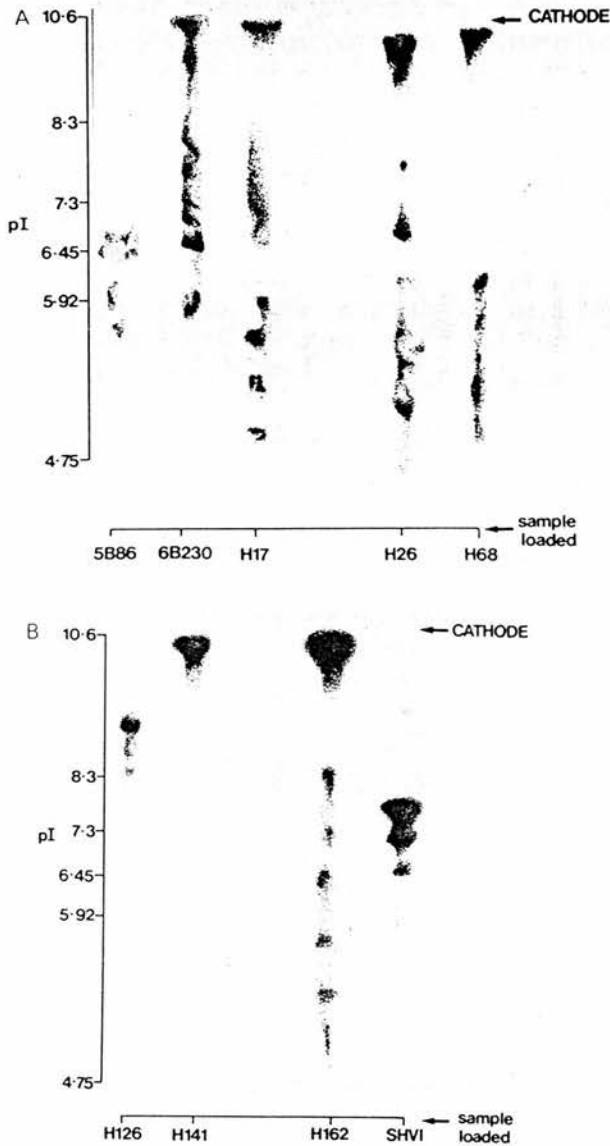 A
10·6
CATHODE
8·3
7·3
pI
6·45
5·92
4·75
sample
loaded
5B86 6B230 H17 H26 H68
B
10·6
CATHODE
8·3
pI
7·3
6·45
5·92
4·75
sample
loaded
H126 H141 H162 SHVI